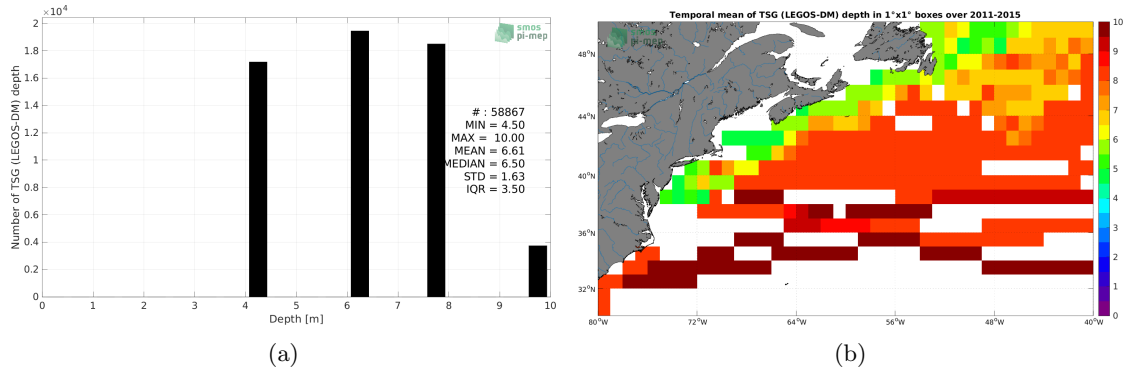 ×10⁴
2
1.8
1.6
1.4
1.2
1
0.8
0.6
0.4
0.2
0
Number of TSG (LEGOS-DM) depth
0 1 2 3 4 5 6 7 8 9 10
Depth [m]
smos
pi-mep
# : 58867
MIN = 4.50
MAX = 10.00
MEAN = 6.61
MEDIAN = 6.50
STD = 1.63
IQR = 3.50
(a)
Temporal mean of TSG (LEGOS-DM) depth in 1°x1° boxes over 2011-2015
smos
pi-mep
48°N
44°N
40°N
36°N
32°N
80°W 72°W 64°W 56°W 48°W 40°W
10
9
8
7
6
5
4
3
2
1
0
(b)